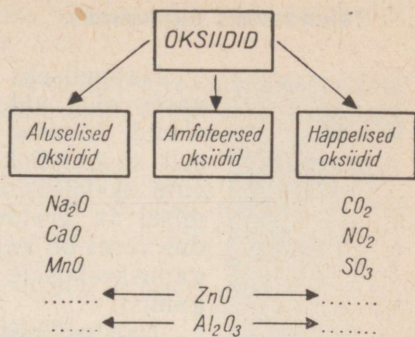 OKSIIDID
Aluselised oksiidid
Amfoteersed oksiidid
Happelised oksiidid
Na₂O CO₂
CaO NO₂
MnO SO₃
....... ZnO .......
...... Al₂O₃ .......